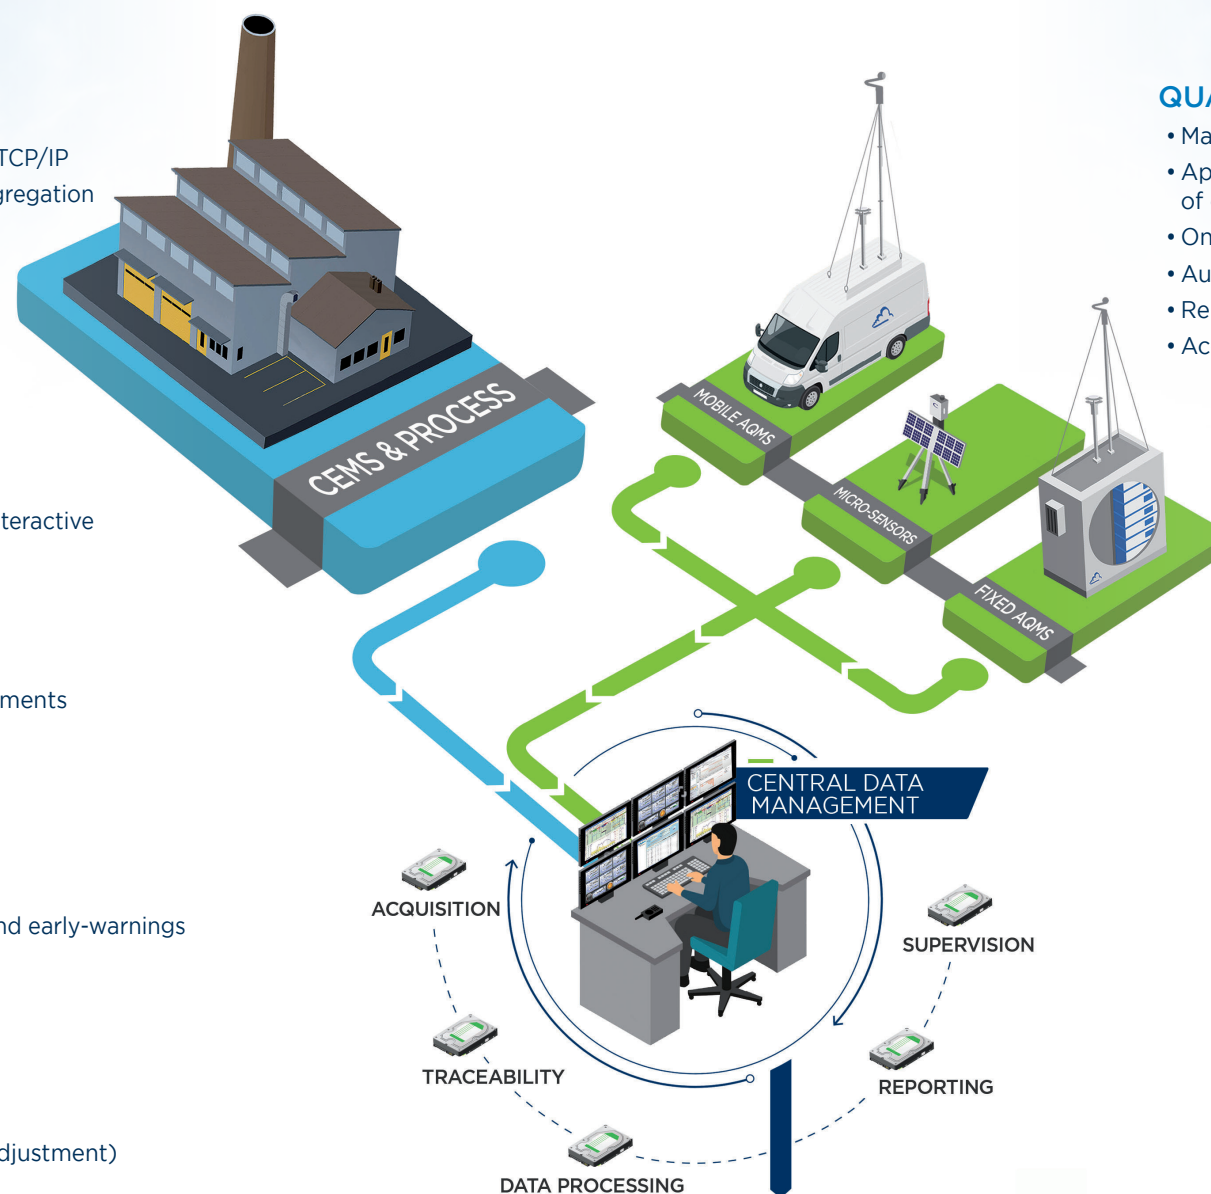 TCP/IP
gregation
teractive
ments
nd early-warnings
djustment)
CEMS & PROCESS
MOBILE AQMS
MICRO-SENSORS
FIXED AQMS
QUA
• Ma
• Ap
of
• On
• Au
• Re
• Ac
CENTRAL DATA
MANAGEMENT
ACQUISITION
TRACEABILITY
DATA PROCESSING
REPORTING
SUPERVISION